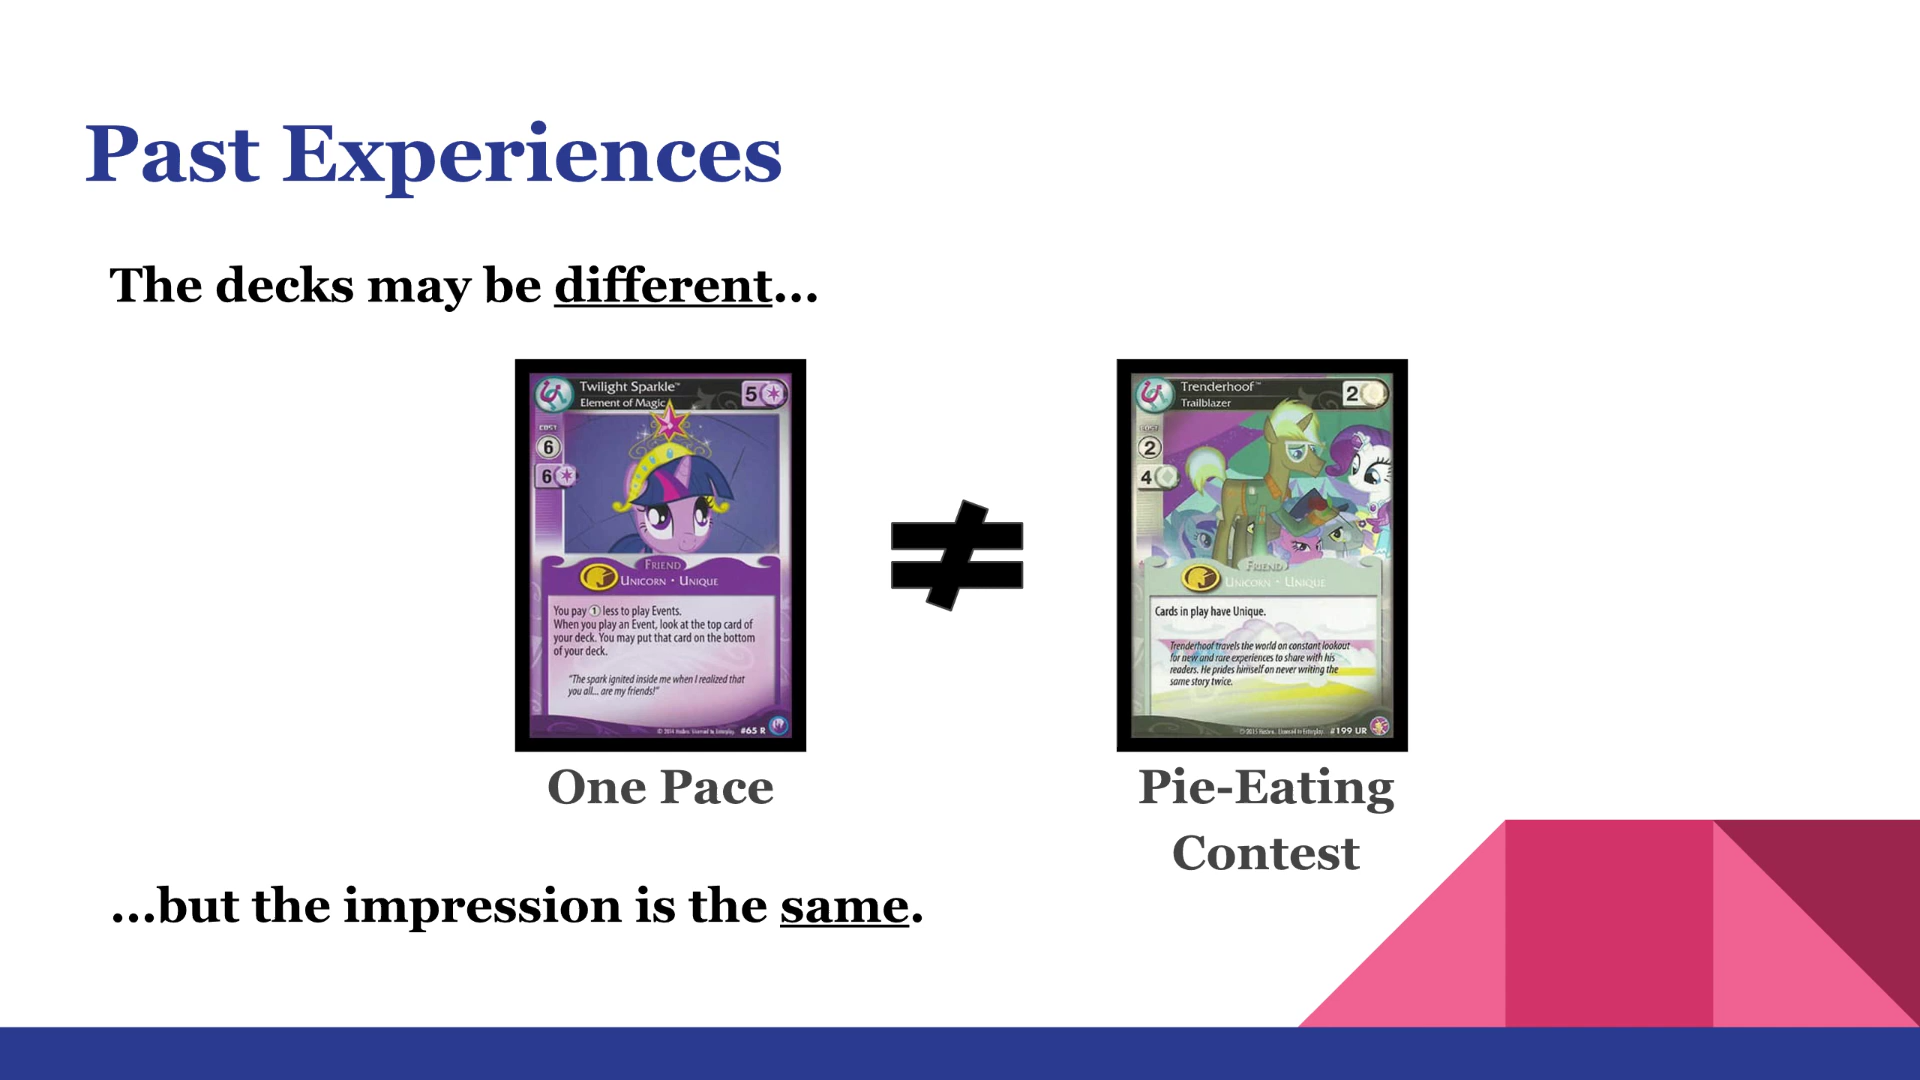 Past Experiences
The decks may be different...
Twilight Sparkle™
Element of Magic
5
COST
6
6
FRIEND
UNICORN • UNIQUE
You pay 1 less to play Events.
When you play an Event, look at the top card of
your deck. You may put that card on the bottom
of your deck.
"The spark ignited inside me when I realized that
you all... are my friends!"
#65 R
One Pace
≠
Trenderhoof™
Trailblazer
2
COST
2
4
FRIEND
UNICORN • UNIQUE
Cards in play have Unique.
Trenderhoof travels the world on constant lookout
for new and rare experiences to share with his
readers. He prides himself on never writing the
same story twice.
#199 UR
Pie-Eating
Contest
...but the impression is the same.